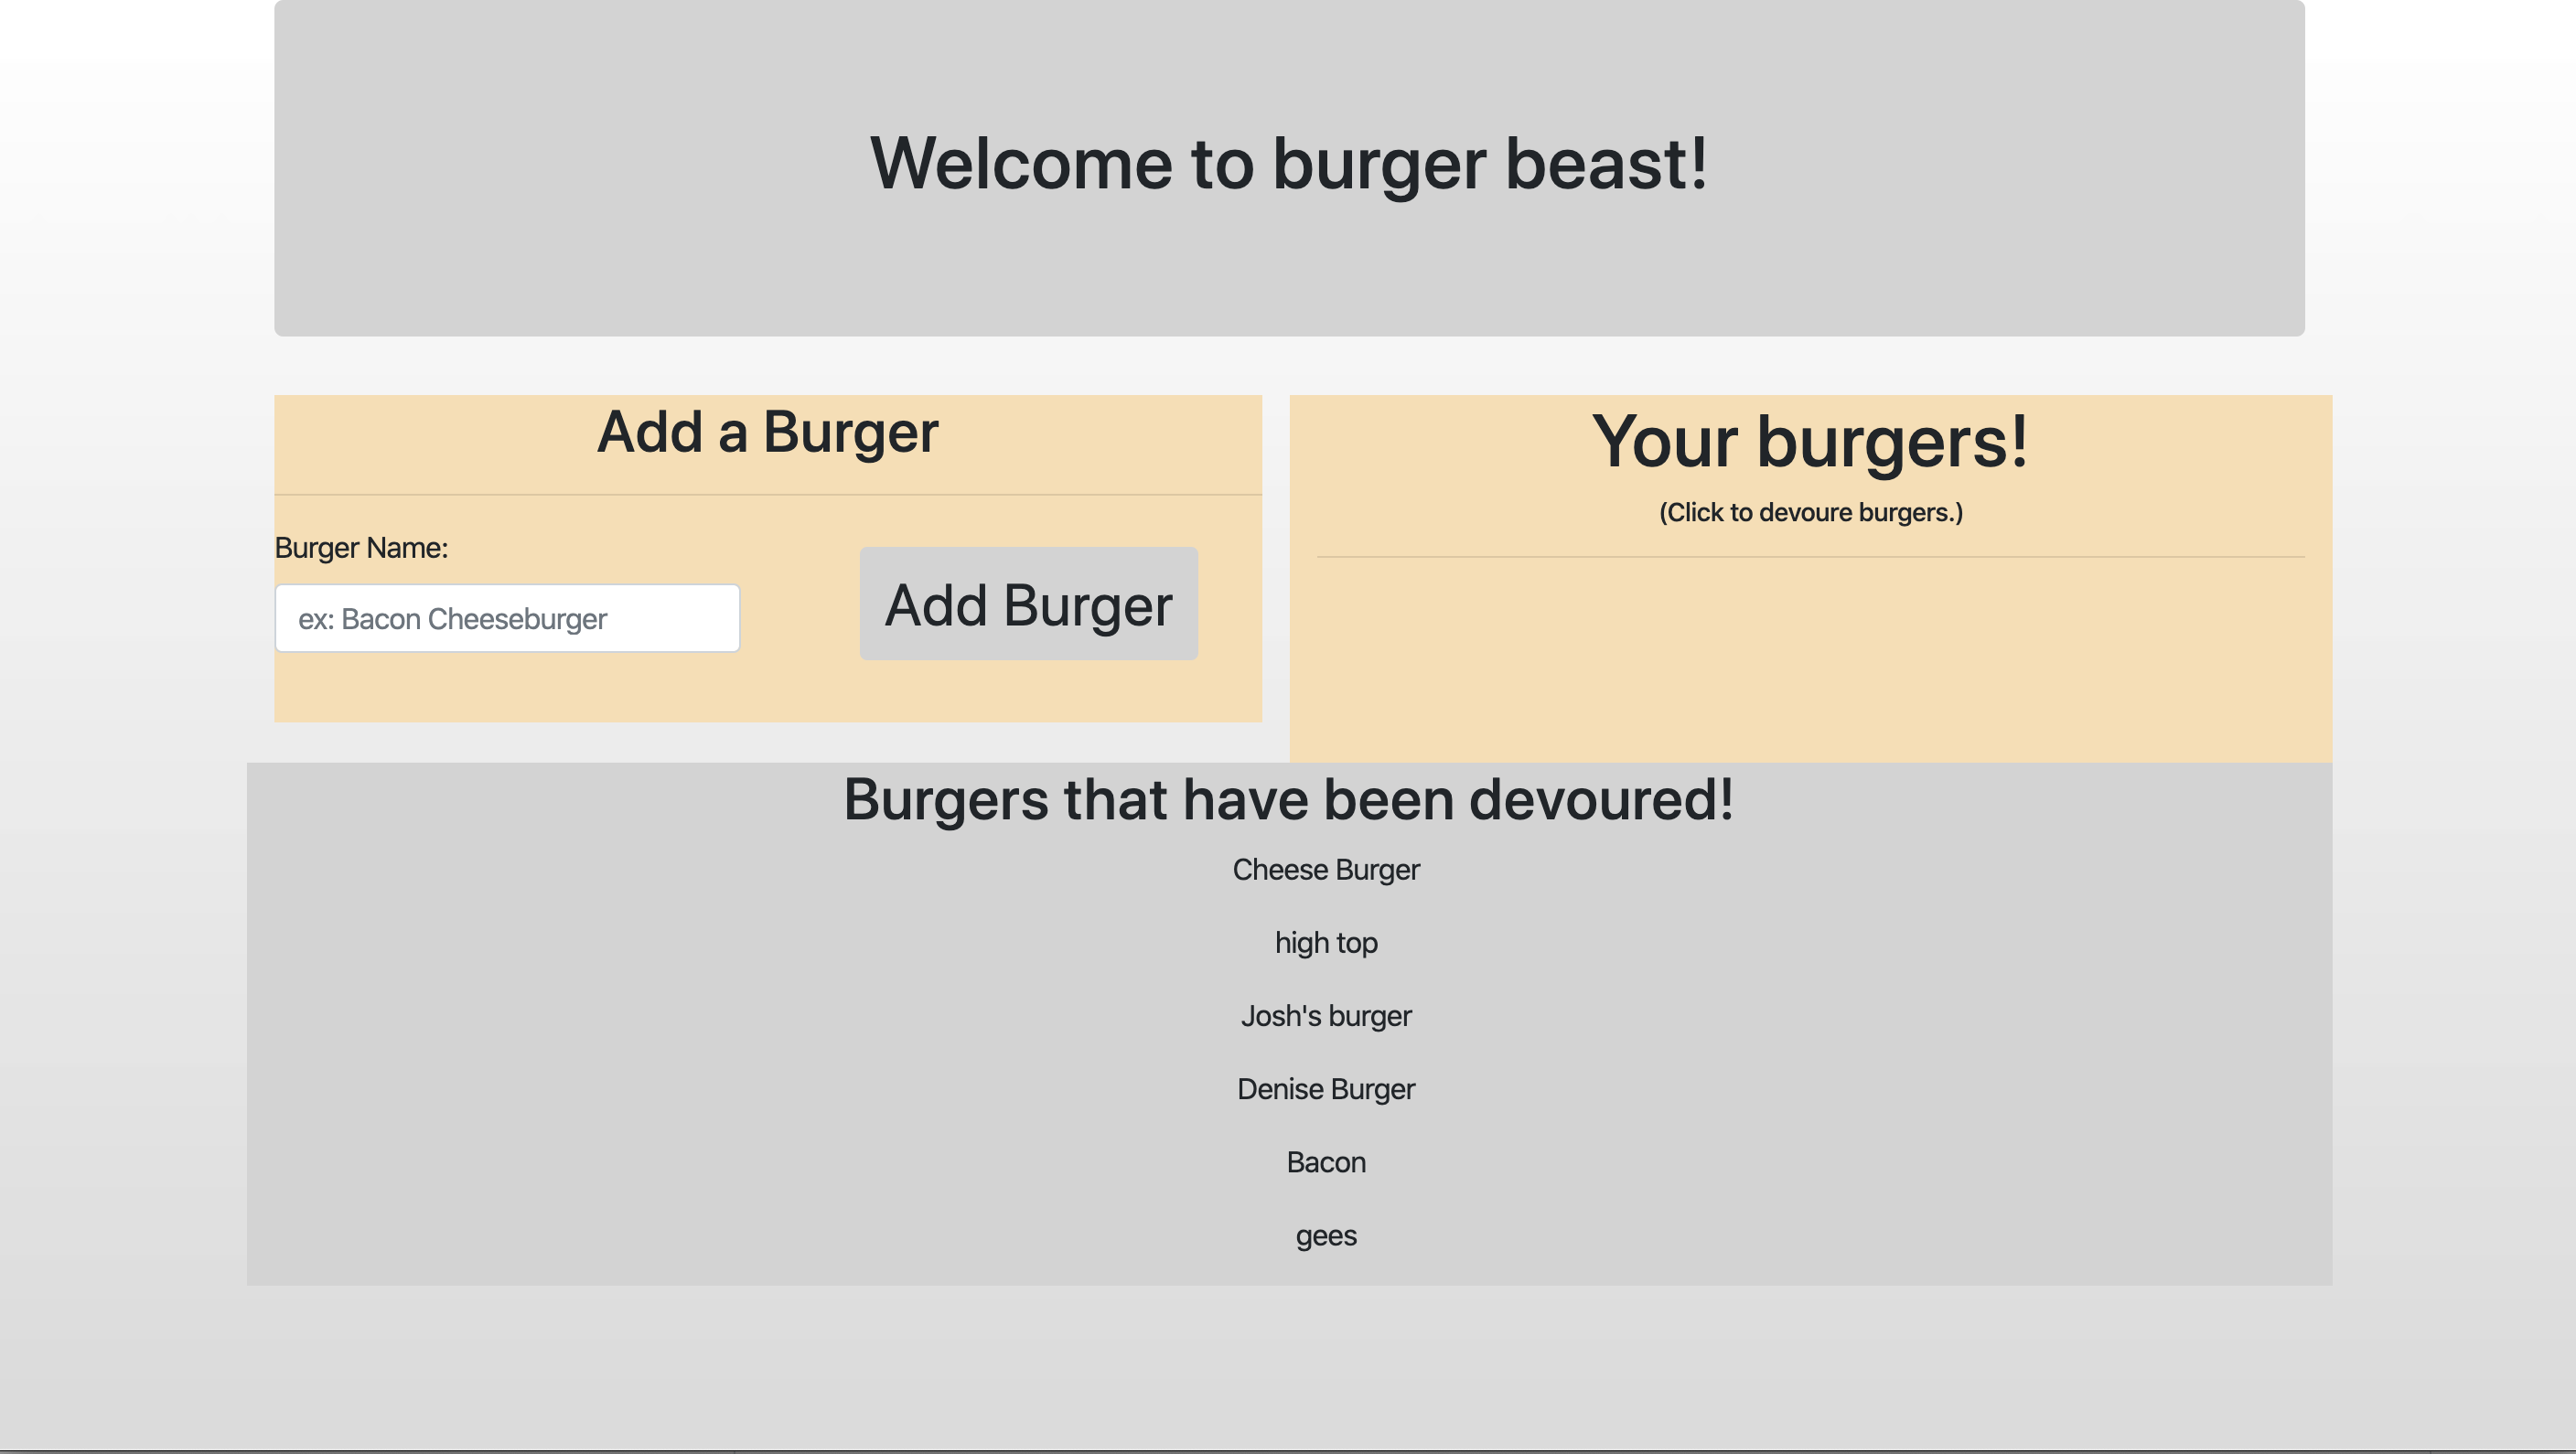 Welcome to burger beast!
Add a Burger
Burger Name:
ex: Bacon Cheeseburger
Add Burger
Your burgers!
(Click to devoure burgers.)
Burgers that have been devoured!
Cheese Burger
high top
Josh's burger
Denise Burger
Bacon
gees